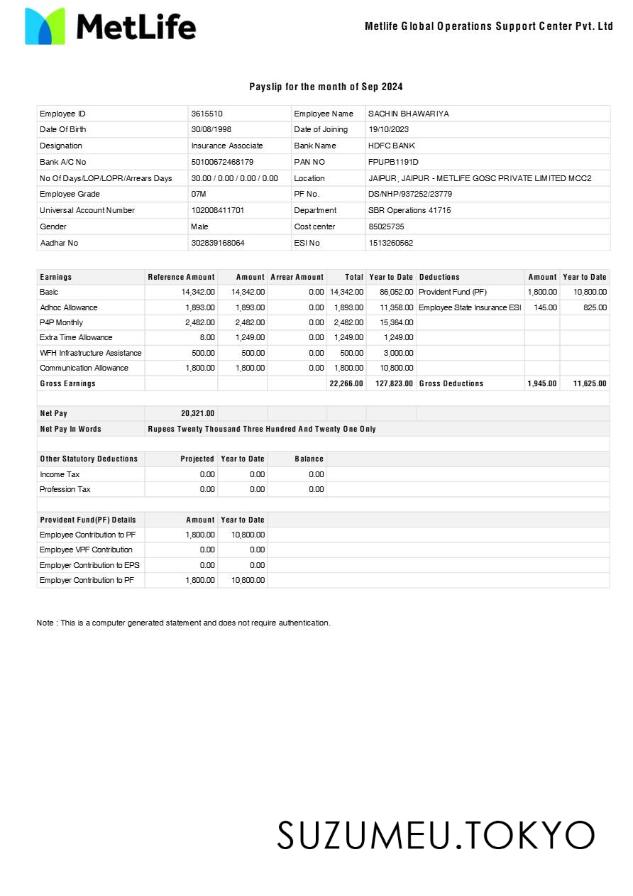 MetLife
Metlife Global Operations Support Center Pvt. Ltd
Payslip for the month of Sep 2024
Employee ID 3615510 Employee Name SACHIN BHAWARIYA
Date Of Birth 30/08/1998 Date of Joining 19/10/2023
Designation Insurance Associate Bank Name HDFC BANK
Bank A/C No 50100672468179 PAN NO FPUPB1191D
No Of Days/LOP/LOPR/Arrears Days 30.00 / 0.00 / 0.00 / 0.00 Location JAIPUR, JAIPUR - METLIFE GOSC PRIVATE LIMITED MCC2
Employee Grade 07M PF No. DS/NHP/937252/23779
Universal Account Number 102008411701 Department SBR Operations 41715
Gender Male Cost center 85025735
Aadhar No 302839168064 ESI No 1513260562
Earnings Reference Amount Amount Arrear Amount Total Year to Date Deductions Amount Year to Date
Basic 14,342.00 14,342.00 0.00 14,342.00 86,052.00 Provident Fund (PF) 1,800.00 10,800.00
Adhoc Allowance 1,893.00 1,893.00 0.00 1,893.00 11,358.00 Employee State Insurance ESI 145.00 825.00
P4P Monthly 2,482.00 2,482.00 0.00 2,482.00 15,364.00
Extra Time Allowance 8.00 1,249.00 0.00 1,249.00 1,249.00
WFH Infrastructure Assistance 500.00 500.00 0.00 500.00 3,000.00
Communication Allowance 1,800.00 1,800.00 0.00 1,800.00 10,800.00
Gross Earnings 22,266.00 127,823.00 Gross Deductions 1,945.00 11,625.00
Net Pay 20,321.00
Net Pay In Words Rupees Twenty Thousand Three Hundred And Twenty One Only
Other Statutory Deductions Projected Year to Date Balance
Income Tax 0.00 0.00 0.00
Profession Tax 0.00 0.00 0.00
Provident Fund(PF) Details Amount Year to Date
Employee Contribution to PF 1,800.00 10,800.00
Employee VPF Contribution 0.00 0.00
Employer Contribution to EPS 0.00 0.00
Employer Contribution to PF 1,800.00 10,800.00
Note : This is a computer generated statement and does not require authentication.
SUZUMEU.TOKYO